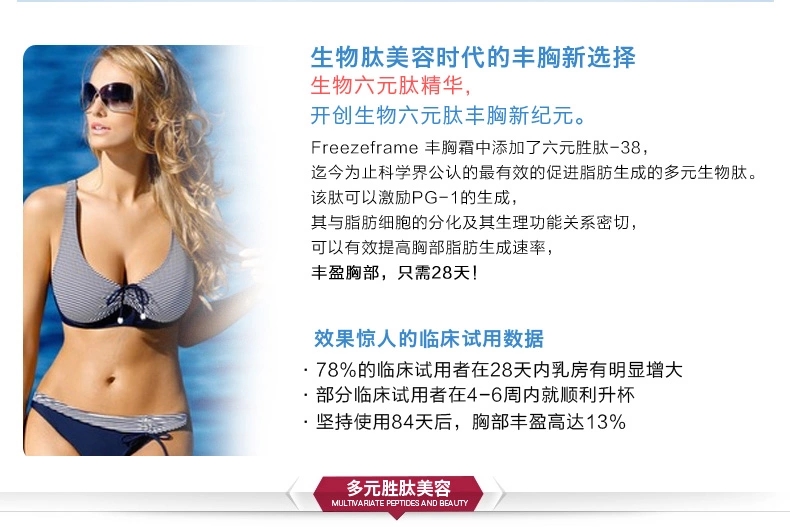 生物肽美容时代的丰胸新选择
生物六元肽精华，
开创生物六元肽丰胸新纪元。
Freezeframe 丰胸霜中添加了六元胜肽-38，
迄今为止科学界公认的最有效的促进脂肪生成的多元生物肽。
该肽可以激励PG-1的生成，
其与脂肪细胞的分化及其生理功能关系密切，
可以有效提高胸部脂肪生成速率，
丰盈胸部，只需28天！
效果惊人的临床试用数据
· 78%的临床试用者在28天内乳房有明显增大
· 部分临床试用者在4-6周内就顺利升杯
· 坚持使用84天后，胸部丰盈高达13%
多元胜肽美容
MULTIVARIATE PEPTIDES AND BEAUTY